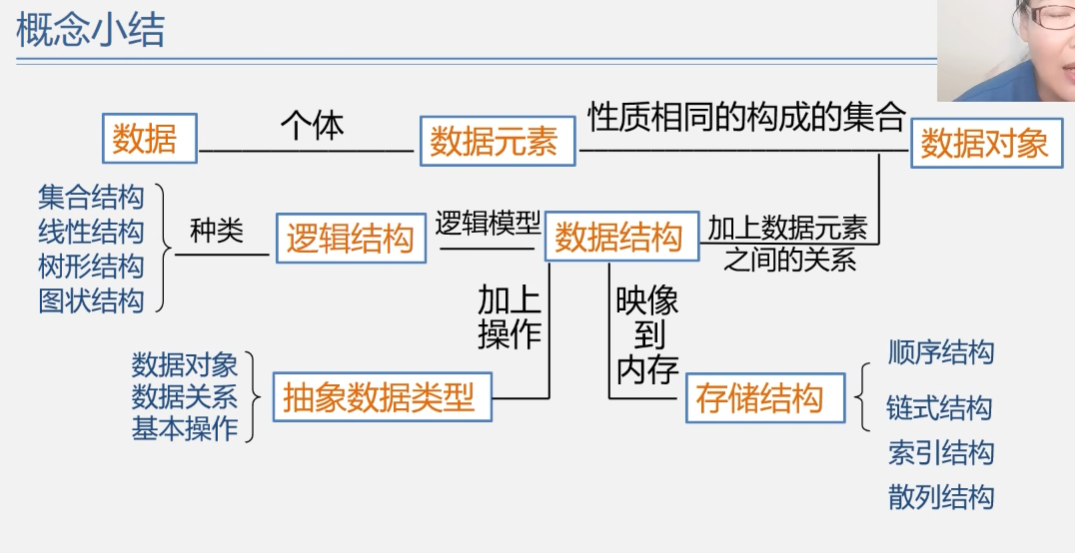 概念小结
数据
个体
数据元素
性质相同的构成的集合
数据对象
集合结构
线性结构
树形结构
图状结构
种类
逻辑结构
逻辑模型
数据结构
加上数据元素
之间的关系
加上
操作
映像
到
内存
数据对象
数据关系
基本操作
抽象数据类型
存储结构
顺序结构
链式结构
索引结构
散列结构